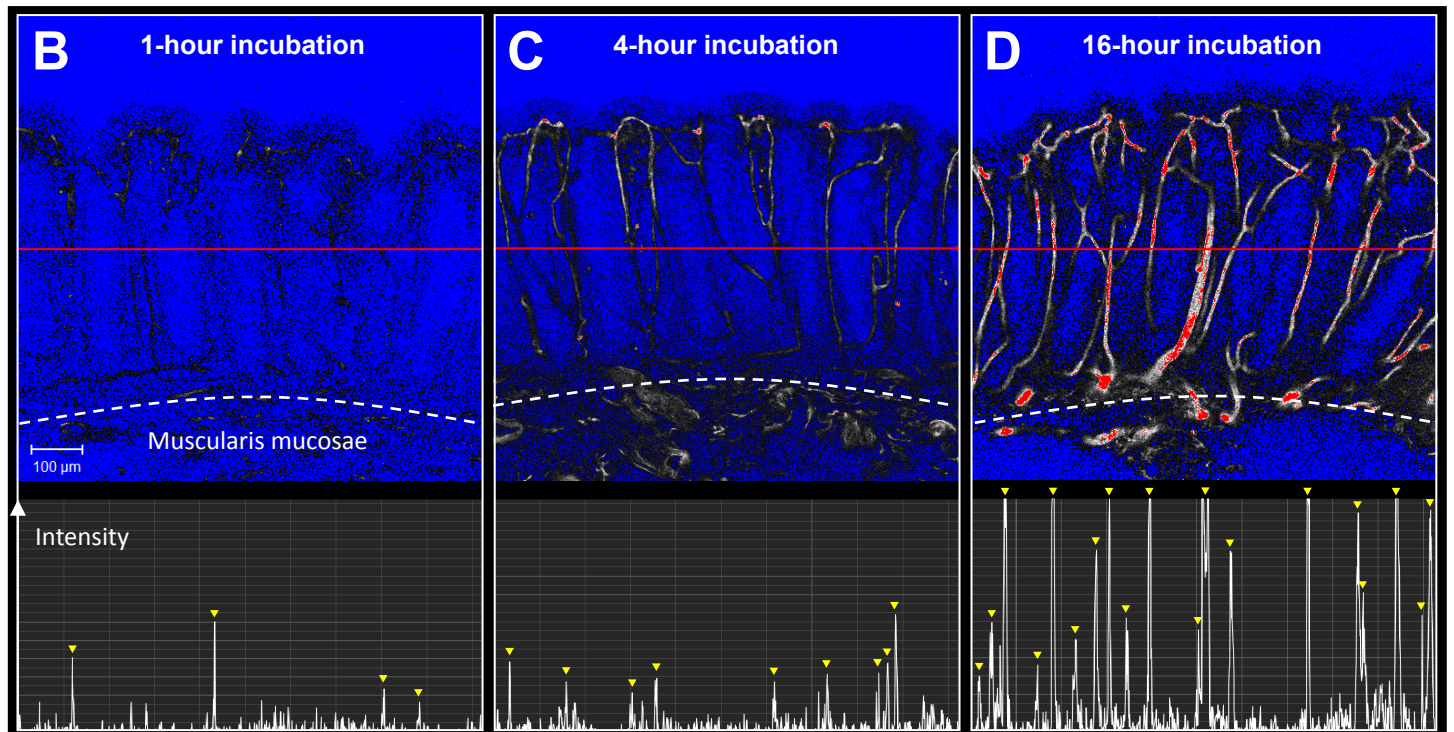 B
1-hour incubation
C
4-hour incubation
D
16-hour incubation
Muscularis mucosae
100 µm
Intensity